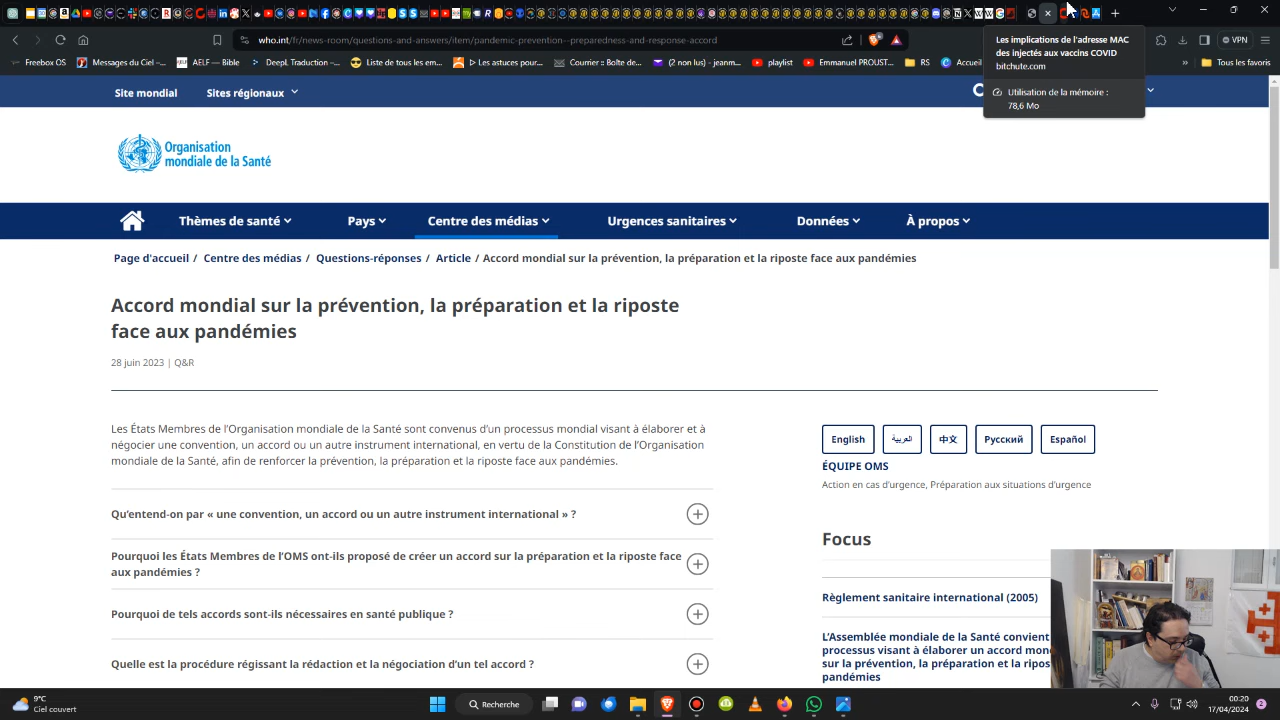 who.int/fr/news-room/questions-and-answers/item/pandemic-prevention--preparedness-and-response-accord
VPN
Les implications de l'adresse MAC
des injectés aux vaccins COVID
bitchute.com
Utilisation de la mémoire :
78,6 Mo
Freebox OS
Messages du Ciel –...
AELF — Bible
DeepL Traduction –...
Liste de tous les em...
▷ Les astuces pour...
Courrier :: Boîte de...
(2 non lus) - jeanm...
playlist
Emmanuel PROUST...
RS
Accueil
»
Tous les favoris
Site mondial
Sites régionaux
Organisation
mondiale de la Santé
Thèmes de santé
Pays
Centre des médias
Urgences sanitaires
Données
À propos
Page d'accueil / Centre des médias / Questions-réponses / Article / Accord mondial sur la prévention, la préparation et la riposte face aux pandémies
Accord mondial sur la prévention, la préparation et la riposte
face aux pandémies
28 juin 2023 | Q&R
Les États Membres de l'Organisation mondiale de la Santé sont convenus d'un processus mondial visant à élaborer et à
négocier une convention, un accord ou un autre instrument international, en vertu de la Constitution de l'Organisation
mondiale de la Santé, afin de renforcer la prévention, la préparation et la riposte face aux pandémies.
Qu'entend-on par « une convention, un accord ou un autre instrument international » ?
Pourquoi les États Membres de l'OMS ont-ils proposé de créer un accord sur la préparation et la riposte face
aux pandémies ?
Pourquoi de tels accords sont-ils nécessaires en santé publique ?
Quelle est la procédure régissant la rédaction et la négociation d'un tel accord ?
English
العربية
中文
Русский
Español
ÉQUIPE OMS
Action en cas d'urgence, Préparation aux situations d'urgence
Focus
Règlement sanitaire international (2005)
L'Assemblée mondiale de la Santé convient
processus visant à élaborer un accord mon
sur la prévention, la préparation et la ripos
pandémies
9°C
Ciel couvert
Recherche
00:20
17/04/2024
2